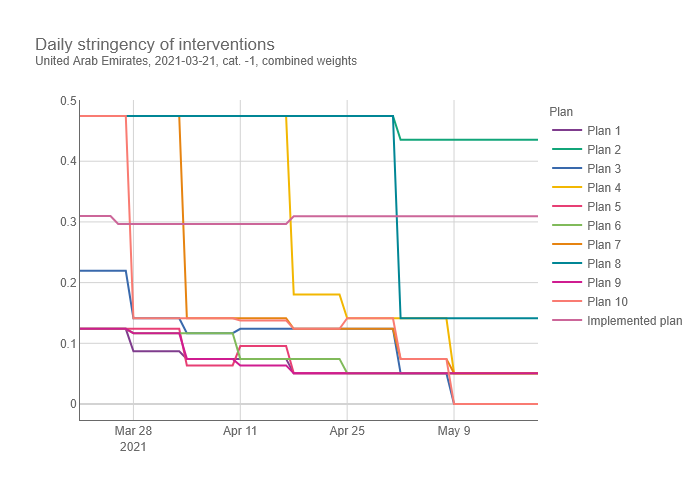 Daily stringency of interventions
United Arab Emirates, 2021-03-21, cat. -1, combined weights
0.5
0.4
0.3
0.2
0.1
0
Mar 28
2021
Apr 11
Apr 25
May 9
Plan
Plan 1
Plan 2
Plan 3
Plan 4
Plan 5
Plan 6
Plan 7
Plan 8
Plan 9
Plan 10
Implemented plan